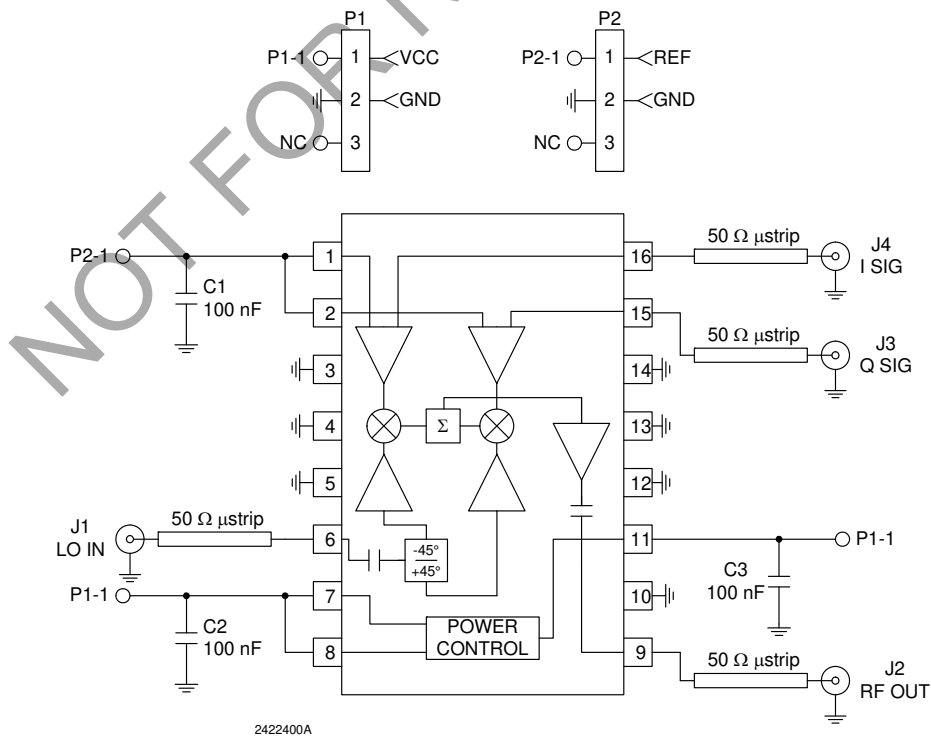 P1
P2
P1-1 1 VCC
2 GND
NC 3
P2-1 1 REF
2 GND
NC 3
P2-1
C1
100 nF
1
2
3
4
5
6
7
8
16
15
14
13
12
11
10
9
50 Ω μstrip
J4
I SIG
50 Ω μstrip
J3
Q SIG
Σ
J1
LO IN
50 Ω μstrip
-45°
+45°
P1-1
C3
100 nF
P1-1
C2
100 nF
POWER
CONTROL
50 Ω μstrip
J2
RF OUT
2422400A
NOT FOR